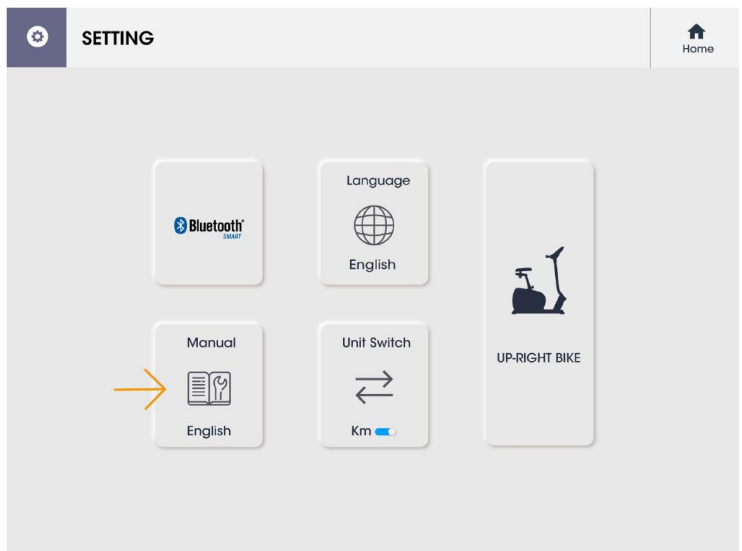 SETTING
Home
Bluetooth®
SMART
Language
English
Manual
English
Unit Switch
Km
UP-RIGHT BIKE